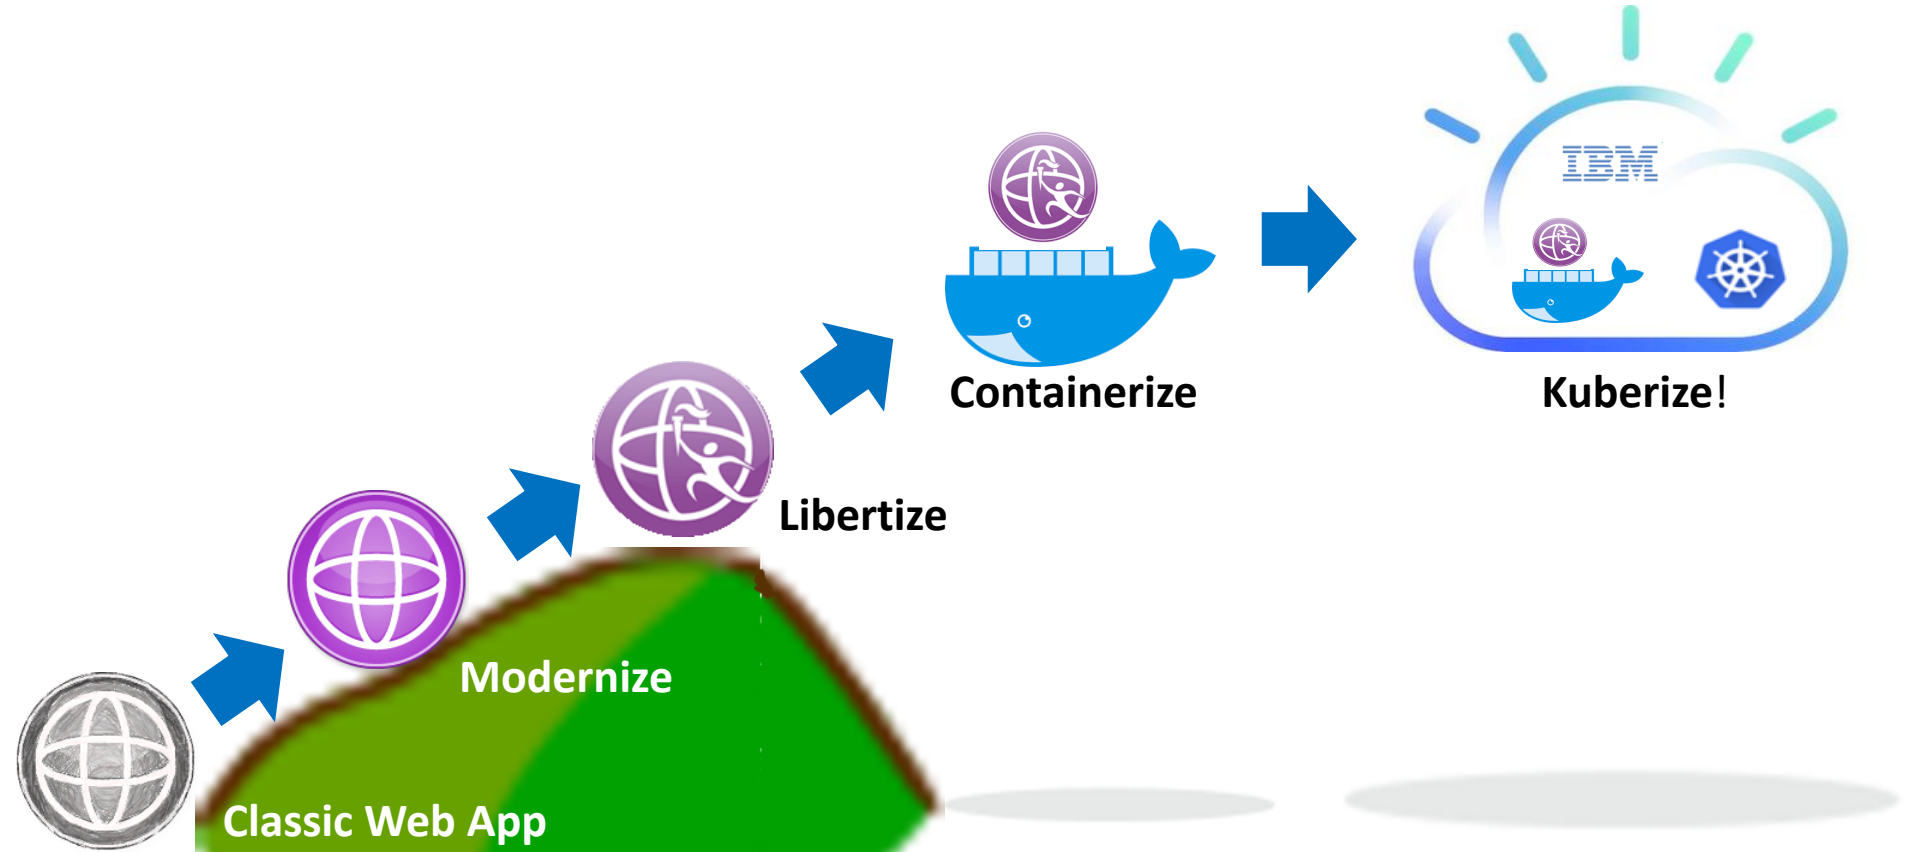 IBM
Kuberize!
Containerize
Libertize
Modernize
Classic Web App